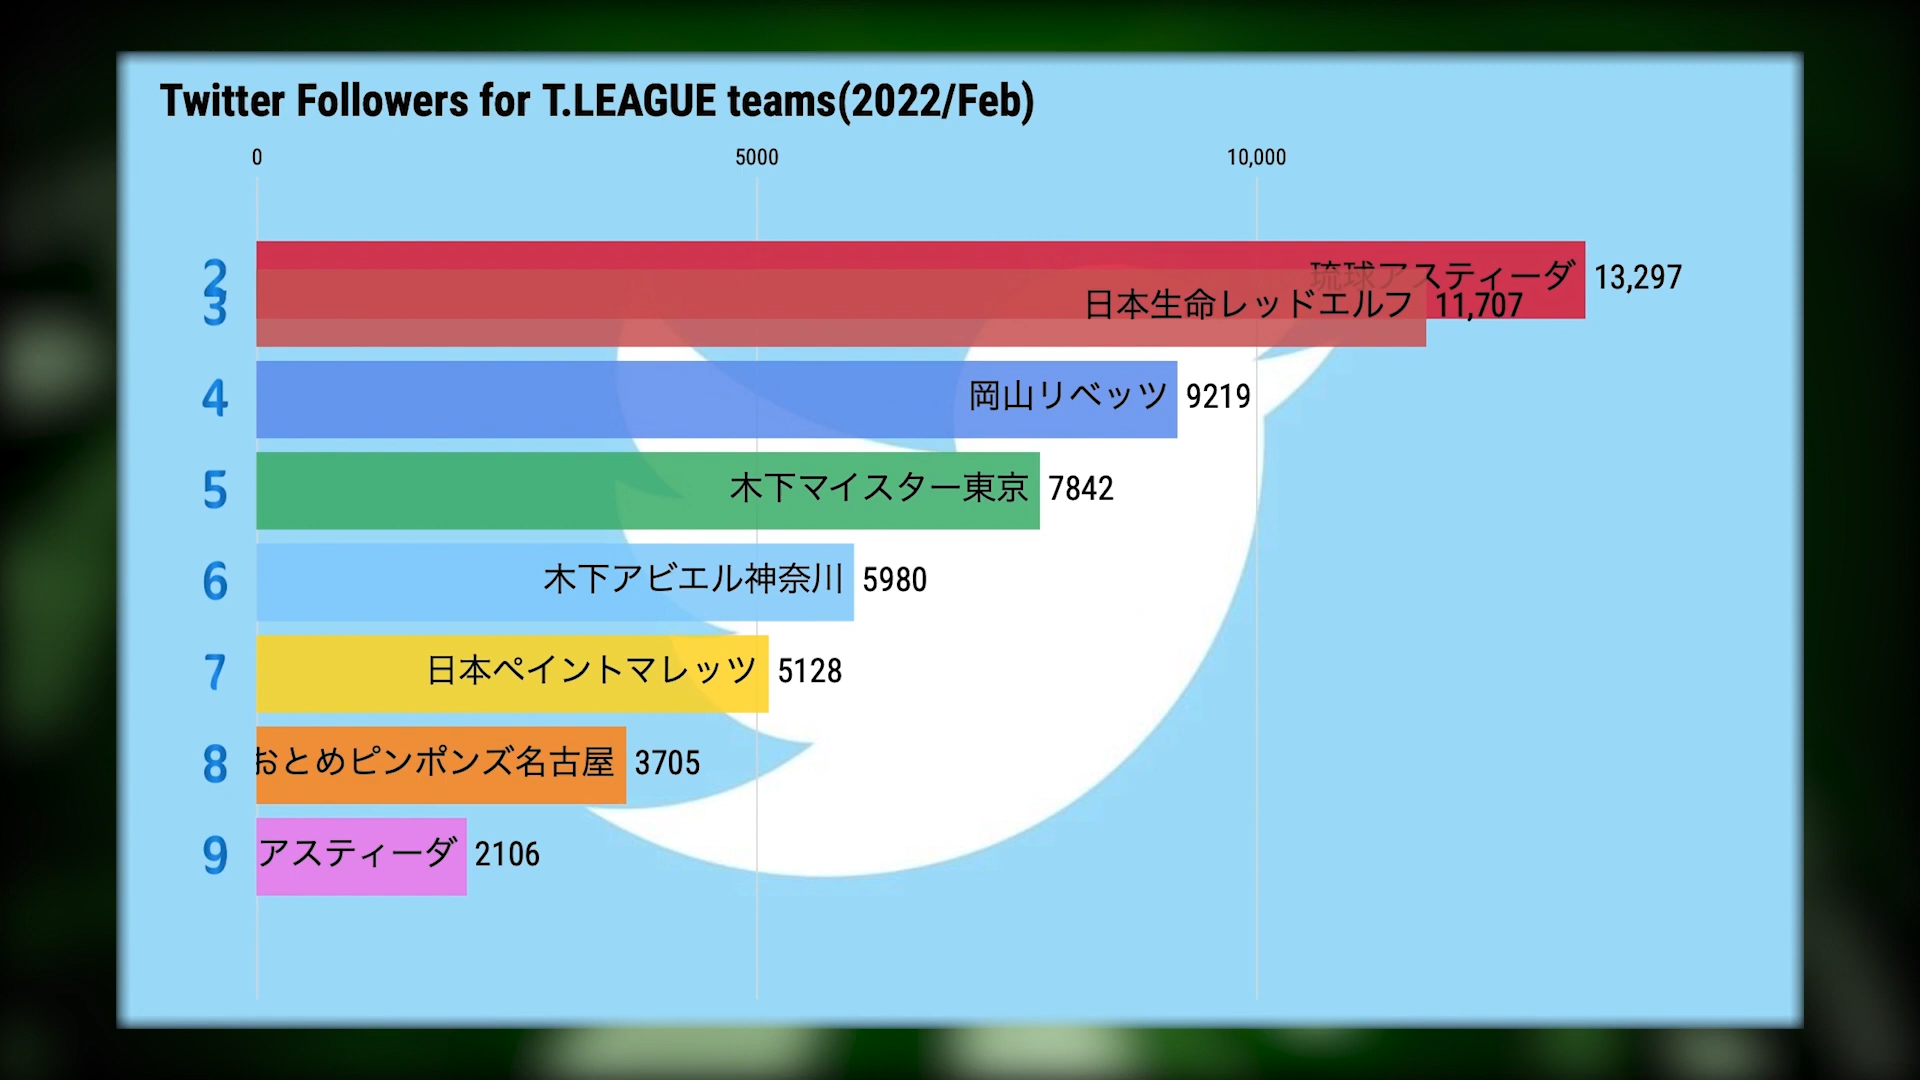 Twitter Followers for T.LEAGUE teams(2022/Feb)
0 5000 10,000
2 琉球アスティーダ 13,297
3 日本生命レッドエルフ 11,707
4 岡山リベッツ 9219
5 木下マイスター東京 7842
6 木下アビエル神奈川 5980
7 日本ペイントマレッツ 5128
8 おとめピンポンズ名古屋 3705
9 アスティーダ 2106